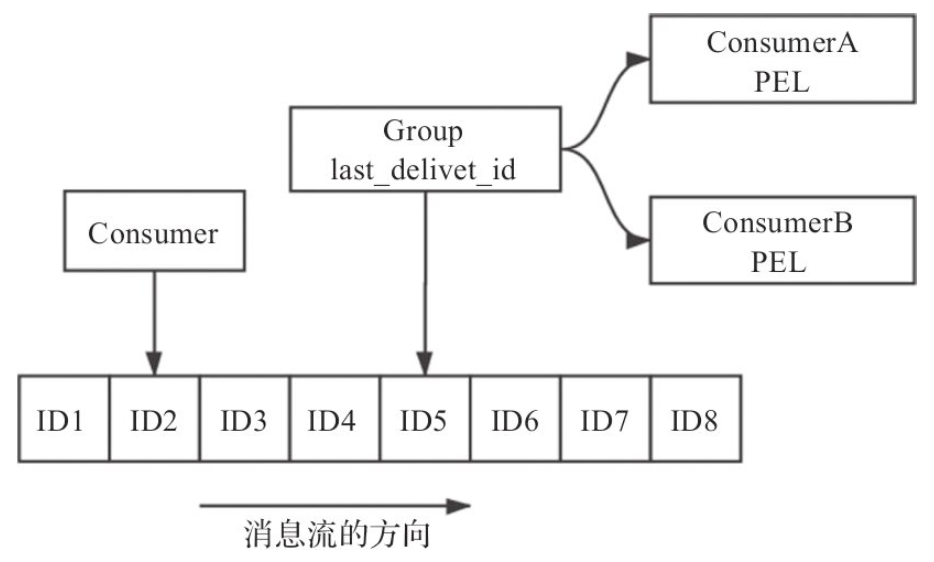 ConsumerA
PEL
Group
last_delivet_id
Consumer
ConsumerB
PEL
ID1 ID2 ID3 ID4 ID5 ID6 ID7 ID8
消息流的方向